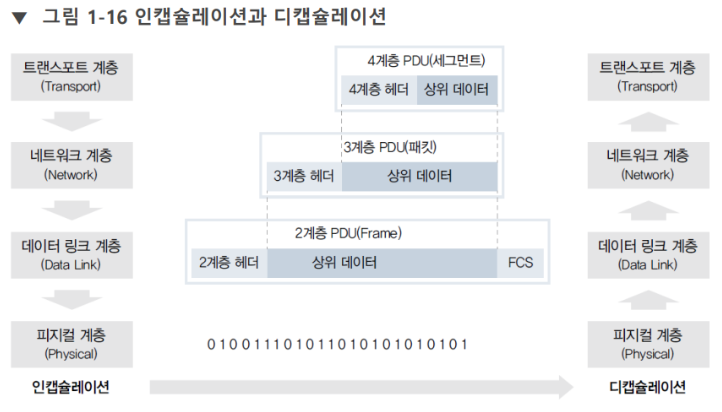 ▼ 그림 1-16 인캡슐레이션과 디캡슐레이션
트랜스포트 계층
(Transport)
네트워크 계층
(Network)
데이터 링크 계층
(Data Link)
피지컬 계층
(Physical)
인캡슐레이션
4계층 PDU(세그먼트)
4계층 헤더 상위 데이터
3계층 PDU(패킷)
3계층 헤더 상위 데이터
2계층 PDU(Frame)
2계층 헤더 상위 데이터 FCS
0 1 0 0 1 1 1 0 1 0 1 1 0 1 0 1 0 1 0 1 0 1 0 1
트랜스포트 계층
(Transport)
네트워크 계층
(Network)
데이터 링크 계층
(Data Link)
피지컬 계층
(Physical)
디캡슐레이션